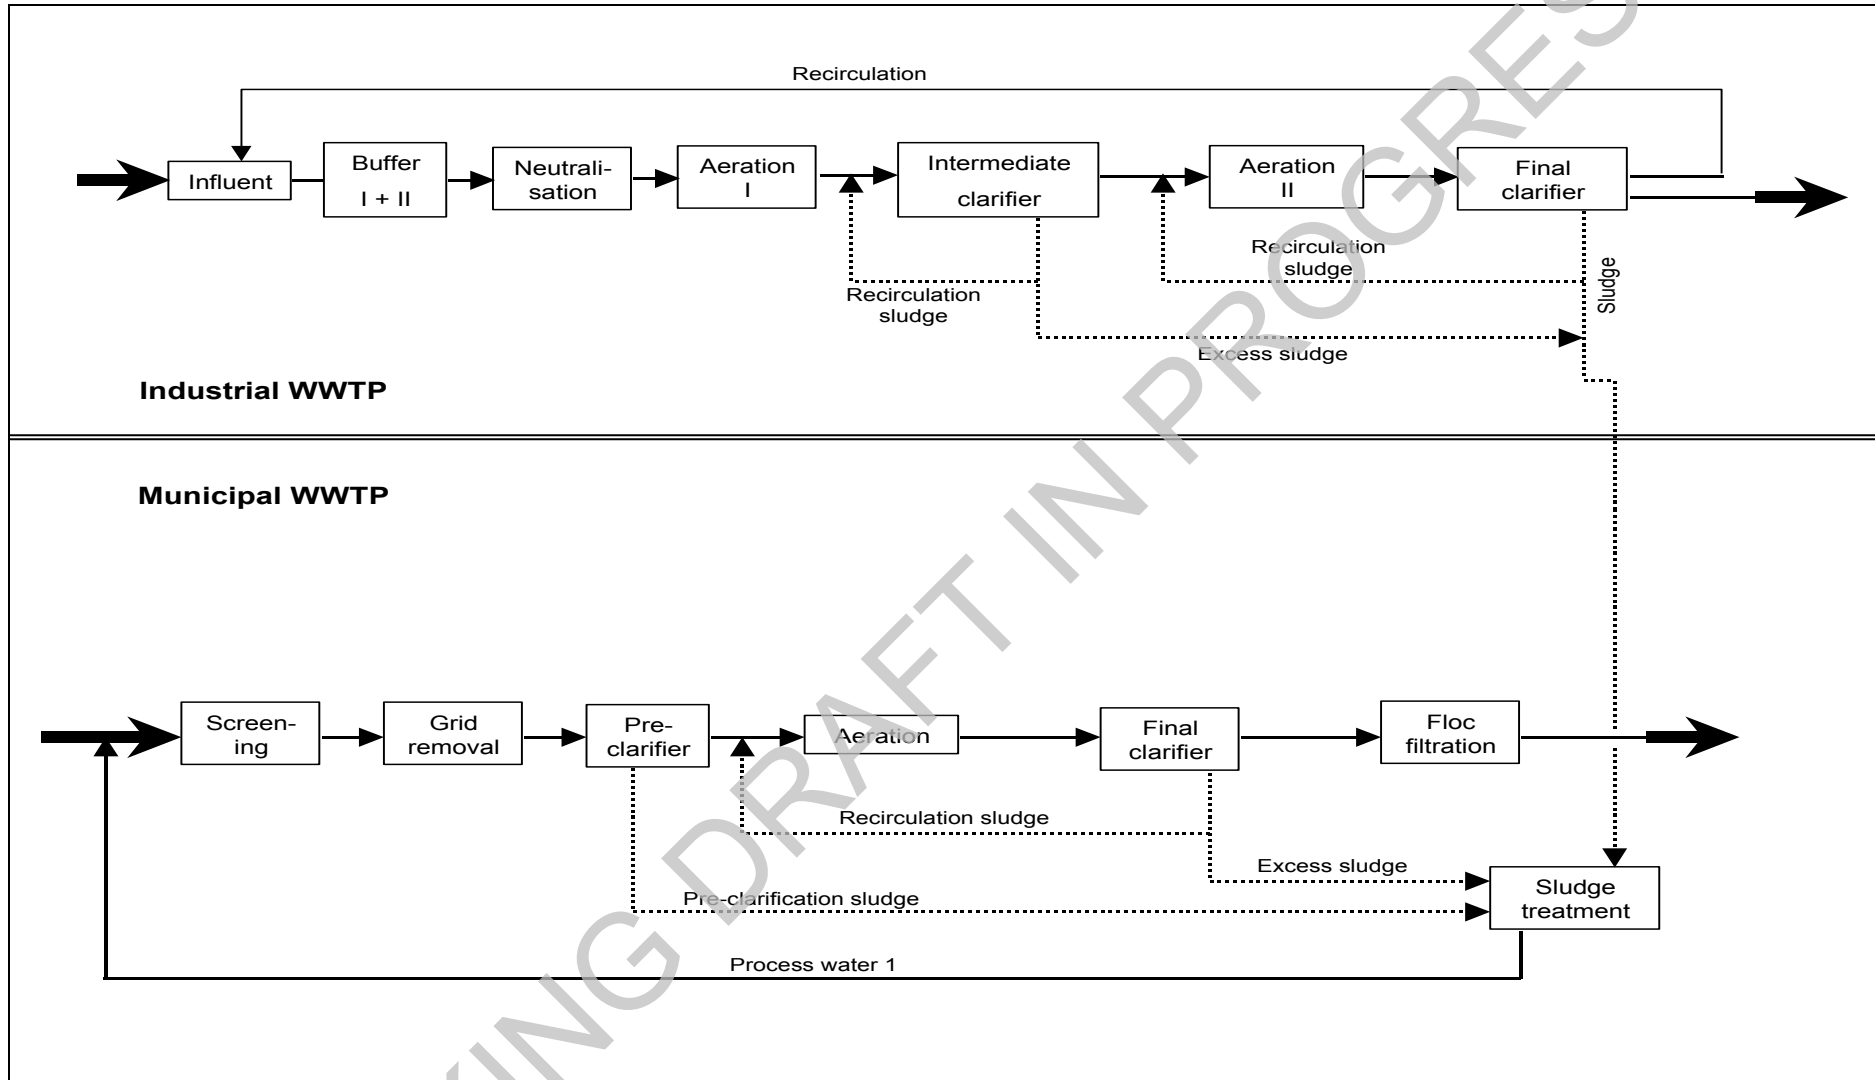 Recirculation
Influent
Buffer
I + II
Neutrali-
sation
Aeration
I
Intermediate
clarifier
Aeration
II
Final
clarifier
Recirculation
sludge
Recirculation
sludge
Sludge
Excess sludge
Industrial WWTP
Municipal WWTP
Screen-
ing
Grid
removal
Pre-
clarifier
Aeration
Final
clarifier
Floc
filtration
Recirculation sludge
Excess sludge
Pre-clarification sludge
Sludge
treatment
Process water 1
KING DRAFT IN PROGRES